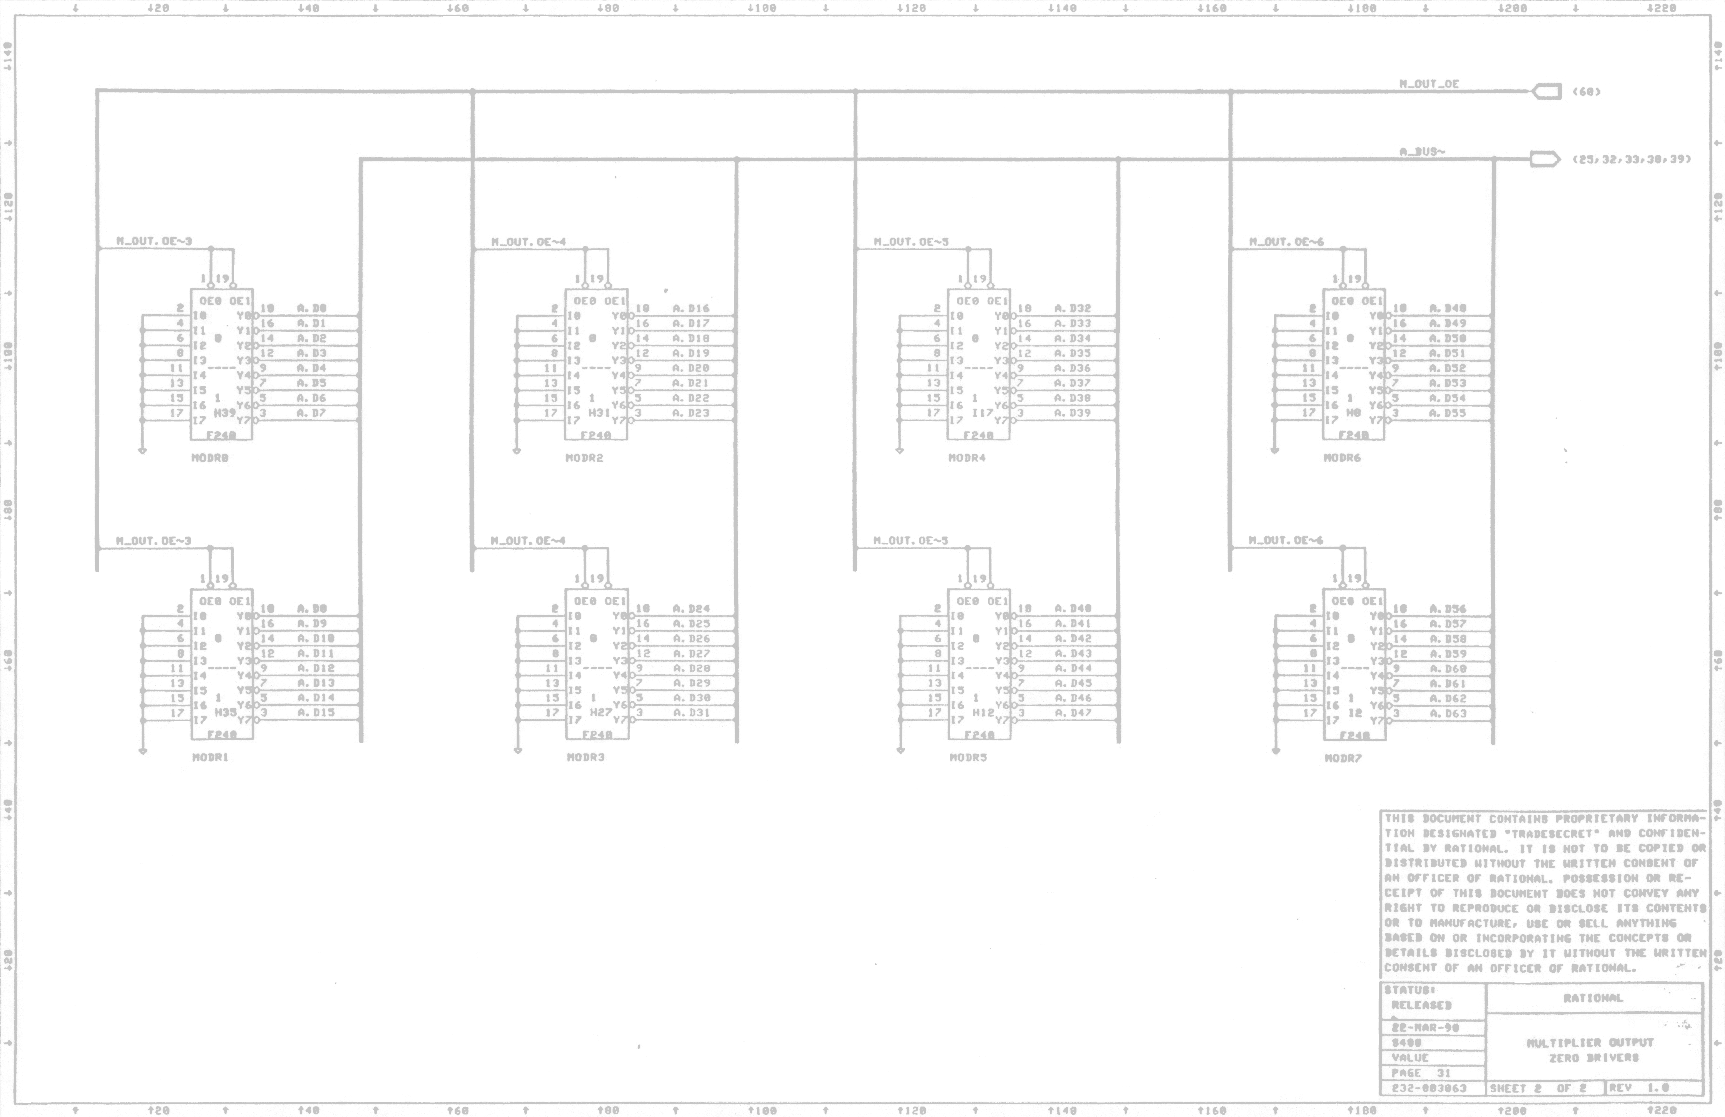 ↓20 ↓40 ↓60 ↓80 ↓100 ↓120 ↓140 ↓160 ↓180 ↓200 ↓220
M_OUT_OE (60)
A_BUS~ (25,32,33,38,39)
M_OUT.OE~3 M_OUT.OE~4 M_OUT.OE~5 M_OUT.OE~6
1 19 1 19 1 19 1 19
OE0 OE1 OE0 OE1 OE0 OE1 OE0 OE1
2 I0 Y0 18 A.D0 2 I0 Y0 18 A.D16 2 I0 Y0 18 A.D32 2 I0 Y0 18 A.D48
4 I1 Y1 16 A.D1 4 I1 Y1 16 A.D17 4 I1 Y1 16 A.D33 4 I1 Y1 16 A.D49
6 I2 0 Y2 14 A.D2 6 I2 0 Y2 14 A.D18 6 I2 0 Y2 14 A.D34 6 I2 0 Y2 14 A.D50
8 I3 Y3 12 A.D3 8 I3 Y3 12 A.D19 8 I3 Y3 12 A.D35 8 I3 Y3 12 A.D51
11 I4 ---- Y4 9 A.D4 11 I4 ---- Y4 9 A.D20 11 I4 ---- Y4 9 A.D36 11 I4 ---- Y4 9 A.D52
13 I5 Y5 7 A.D5 13 I5 Y5 7 A.D21 13 I5 Y5 7 A.D37 13 I5 Y5 7 A.D53
15 I6 1 Y6 5 A.D6 15 I6 1 Y6 5 A.D22 15 I6 1 Y6 5 A.D38 15 I6 1 Y6 5 A.D54
17 I7 H39 Y7 3 A.D7 17 I7 H31 Y7 3 A.D23 17 I7 I17 Y7 3 A.D39 17 I7 H8 Y7 3 A.D55
F240 F240 F240 F240
MODR0 MODR2 MODR4 MODR6
M_OUT.OE~3 M_OUT.OE~4 M_OUT.OE~5 M_OUT.OE~6
1 19 1 19 1 19 1 19
OE0 OE1 OE0 OE1 OE0 OE1 OE0 OE1
2 I0 Y0 18 A.D8 2 I0 Y0 18 A.D24 2 I0 Y0 18 A.D40 2 I0 Y0 18 A.D56
4 I1 Y1 16 A.D9 4 I1 Y1 16 A.D25 4 I1 Y1 16 A.D41 4 I1 Y1 16 A.D57
6 I2 0 Y2 14 A.D10 6 I2 0 Y2 14 A.D26 6 I2 0 Y2 14 A.D42 6 I2 0 Y2 14 A.D58
8 I3 Y3 12 A.D11 8 I3 Y3 12 A.D27 8 I3 Y3 12 A.D43 8 I3 Y3 12 A.D59
11 I4 ---- Y4 9 A.D12 11 I4 ---- Y4 9 A.D28 11 I4 ---- Y4 9 A.D44 11 I4 ---- Y4 9 A.D60
13 I5 Y5 7 A.D13 13 I5 Y5 7 A.D29 13 I5 Y5 7 A.D45 13 I5 Y5 7 A.D61
15 I6 1 Y6 5 A.D14 15 I6 1 Y6 5 A.D30 15 I6 1 Y6 5 A.D46 15 I6 1 Y6 5 A.D62
17 I7 H35 Y7 3 A.D15 17 I7 H27 Y7 3 A.D31 17 I7 H12 Y7 3 A.D47 17 I7 I2 Y7 3 A.D63
F240 F240 F240 F240
MODR1 MODR3 MODR5 MODR7
THIS DOCUMENT CONTAINS PROPRIETARY INFORMA-
TION DESIGNATED "TRADESECRET" AND CONFIDEN-
TIAL BY RATIONAL. IT IS NOT TO BE COPIED OR
DISTRIBUTED WITHOUT THE WRITTEN CONSENT OF
AN OFFICER OF RATIONAL. POSSESSION OR RE-
CEIPT OF THIS DOCUMENT DOES NOT CONVEY ANY
RIGHT TO REPRODUCE OR DISCLOSE ITS CONTENTS
OR TO MANUFACTURE, USE OR SELL ANYTHING
BASED ON OR INCORPORATING THE CONCEPTS OR
DETAILS DISCLOSED BY IT WITHOUT THE WRITTEN
CONSENT OF AN OFFICER OF RATIONAL.
STATUS:
RELEASED
RATIONAL
22-MAR-90
S400
VALUE
PAGE 31
232-003063
MULTIPLIER OUTPUT
ZERO DRIVERS
SHEET 2 OF 2 REV 1.0
↑140 ↑120 ↑100 ↑80 ↑60 ↑40 ↑20
↑140 ↑120 ↑100 ↑80 ↑60 ↑40 ↑20
↑20 ↑40 ↑60 ↑80 ↑100 ↑120 ↑140 ↑160 ↑180 ↑200 ↑220